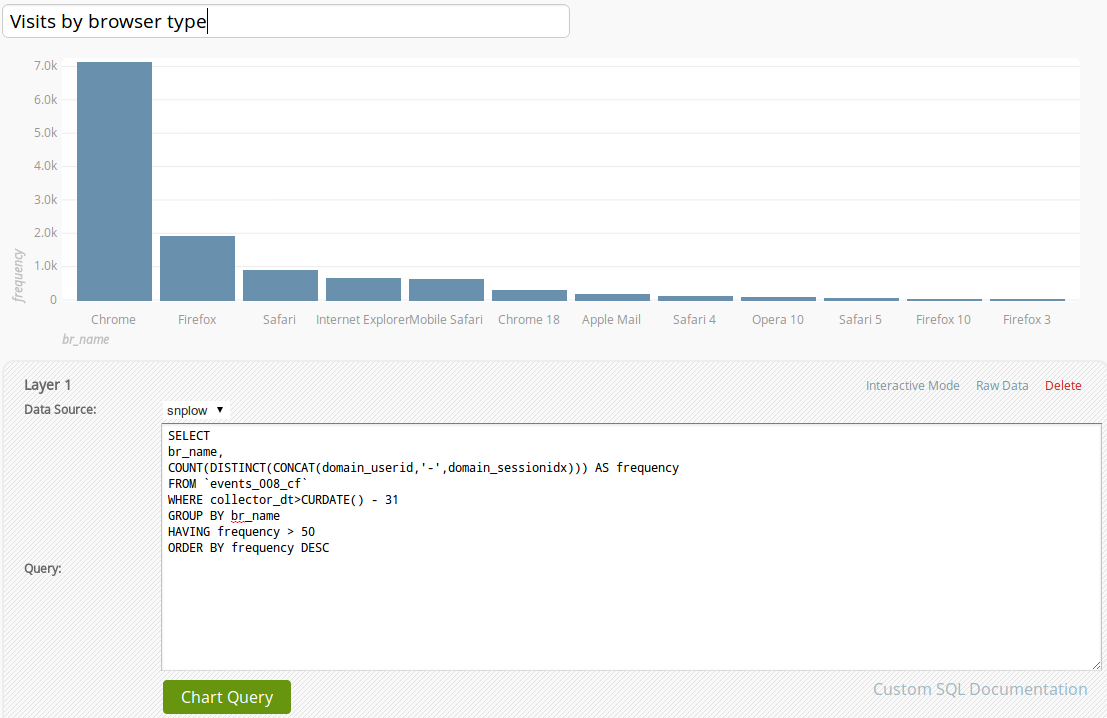 Visits by browser type
7.0k
6.0k
5.0k
4.0k
3.0k
2.0k
1.0k
0
frequency
Chrome Firefox Safari Internet Explorer Mobile Safari Chrome 18 Apple Mail Safari 4 Opera 10 Safari 5 Firefox 10 Firefox 3
br_name
Layer 1 Interactive Mode Raw Data Delete
Data Source: snplow
SELECT
br_name,
COUNT(DISTINCT(CONCAT(domain_userid,'-',domain_sessionidx))) AS frequency
FROM `events_008_cf`
WHERE collector_dt>CURDATE() - 31
GROUP BY br_name
HAVING frequency > 50
ORDER BY frequency DESC
Query:
Chart Query Custom SQL Documentation